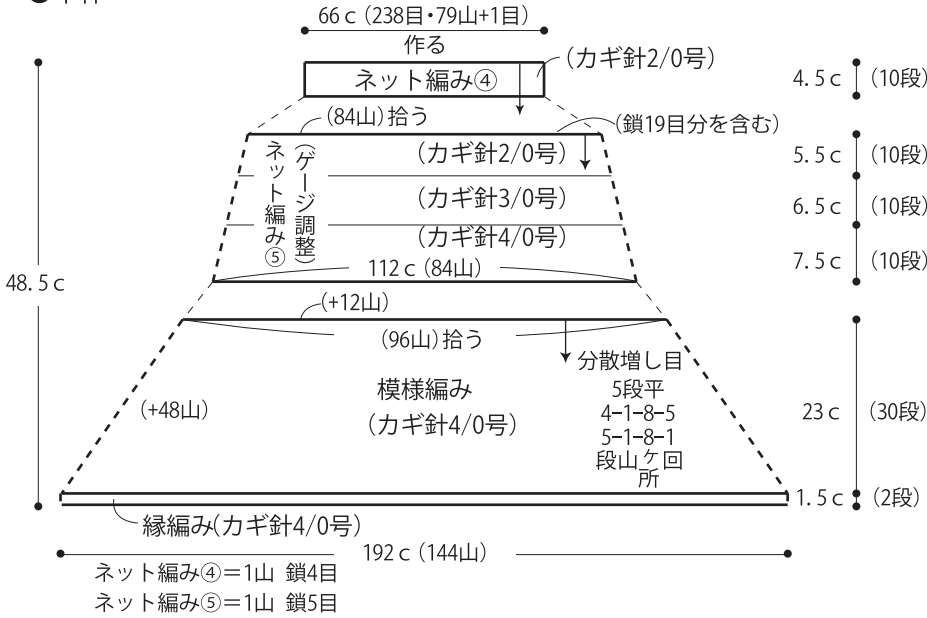 66c（238目・79山+1目）
作る
ネット編み④
（カギ針2/0号）
4.5c （10段）
（84山）拾う
（鎖19目分を含む）
ネット編み⑤
（ゲージ調整）
（カギ針2/0号）
5.5c （10段）
（カギ針3/0号）
6.5c （10段）
（カギ針4/0号）
7.5c （10段）
112c（84山）
48.5c
（+12山）
（96山）拾う
模様編み
（カギ針4/0号）
（+48山）
分散増し目
5段平
4-1-8-5
5-1-8-1
段山ケ所回
23c （30段）
1.5c （2段）
縁編み（カギ針4/0号）
192c（144山）
ネット編み④＝1山 鎖4目
ネット編み⑤＝1山 鎖5目